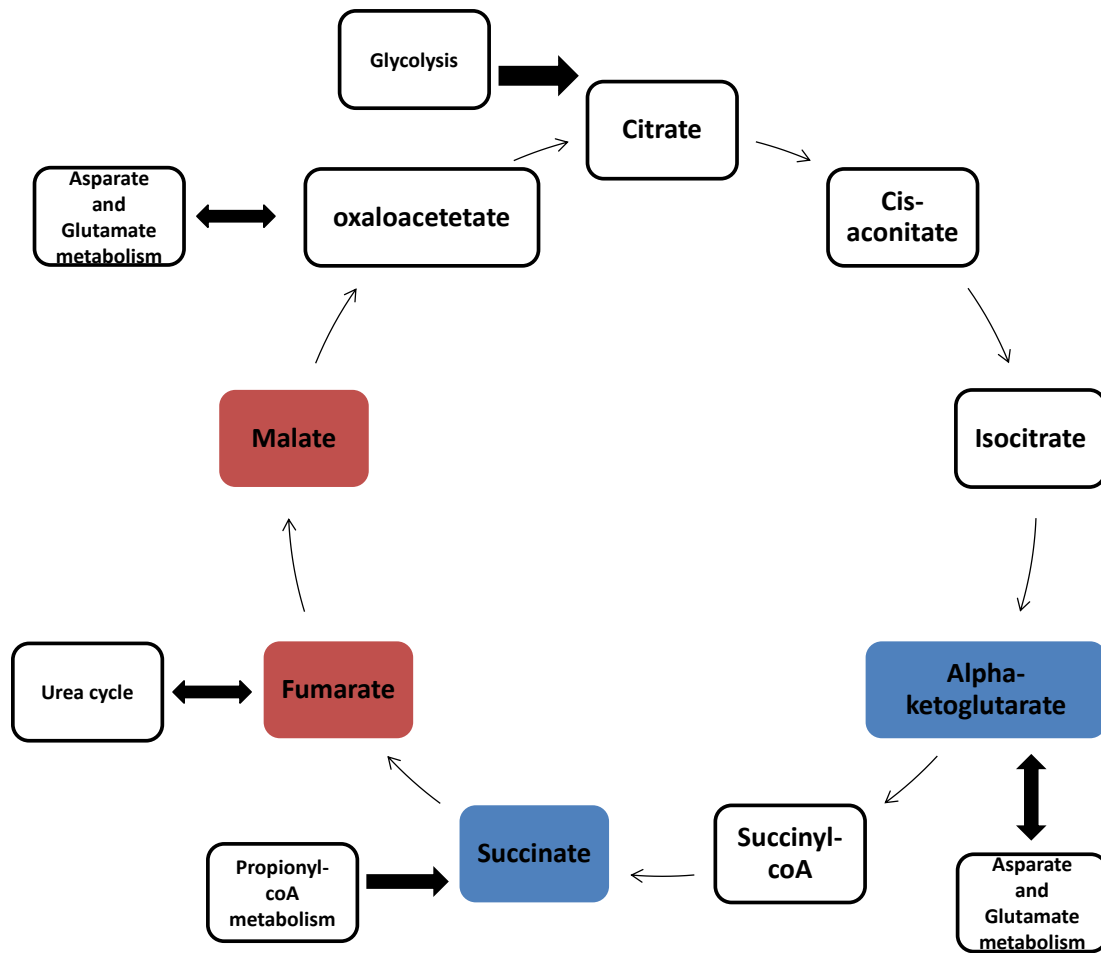 Glycolysis
Citrate
Asparate
and
Glutamate
metabolism
oxaloacetetate
Cis-
aconitate
Malate
Isocitrate
Urea cycle
Fumarate
Alpha-
ketoglutarate
Propionyl-
coA
metabolism
Succinate
Succinyl-
coA
Asparate
and
Glutamate
metabolism